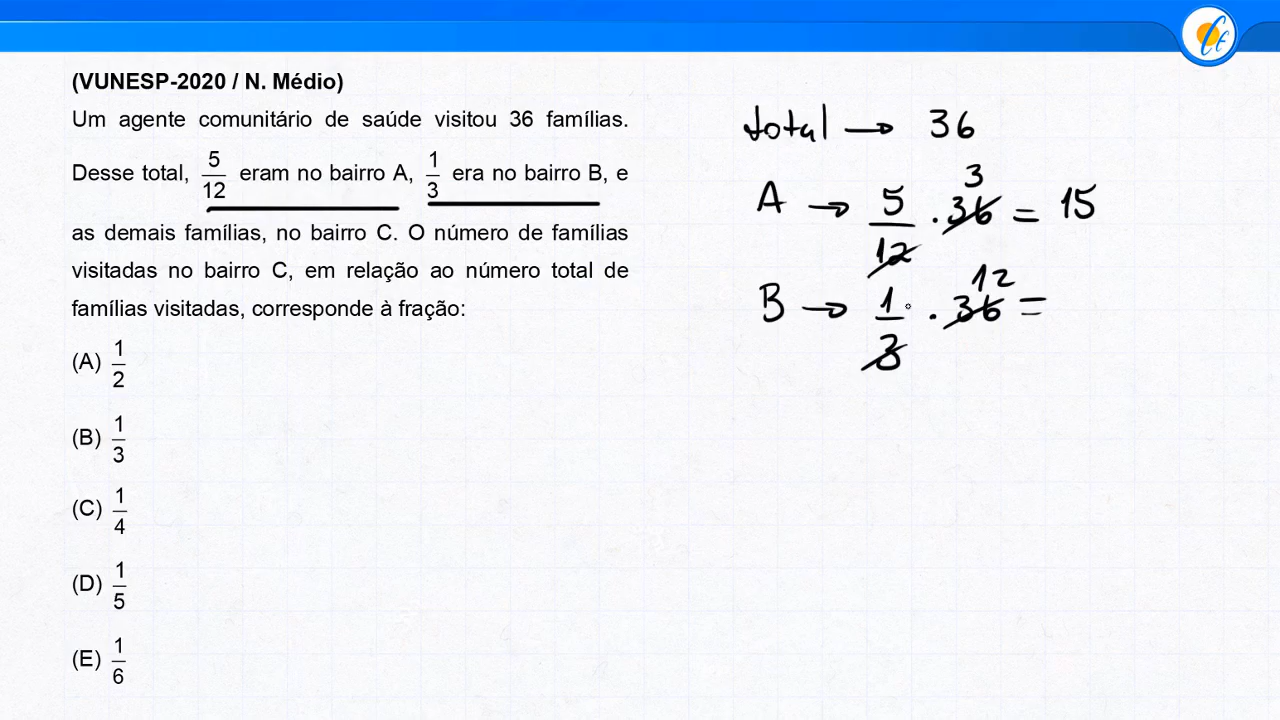 (VUNESP-2020 / N. Médio)
Um agente comunitário de saúde visitou 36 famílias.
Desse total, 5/12 eram no bairro A, 1/3 era no bairro B, e
as demais famílias, no bairro C. O número de famílias
visitadas no bairro C, em relação ao número total de
famílias visitadas, corresponde à fração:
(A) 1/2
(B) 1/3
(C) 1/4
(D) 1/5
(E) 1/6
total → 36
3
A → 5/12 . 36 = 15
12
B → 1/3 . 36 =